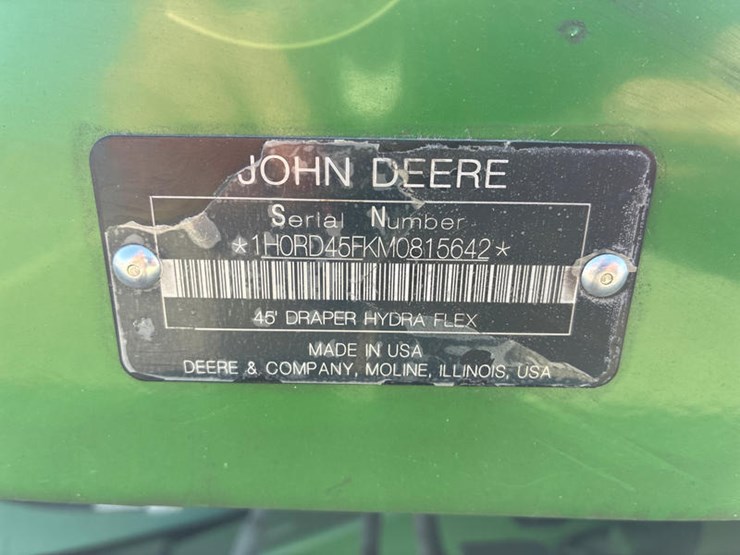 JOHN DEERE
Serial Number
*1H0RD45FKM0815642*
45' DRAPER HYDRA FLEX
MADE IN USA
DEERE & COMPANY, MOLINE, ILLINOIS, USA